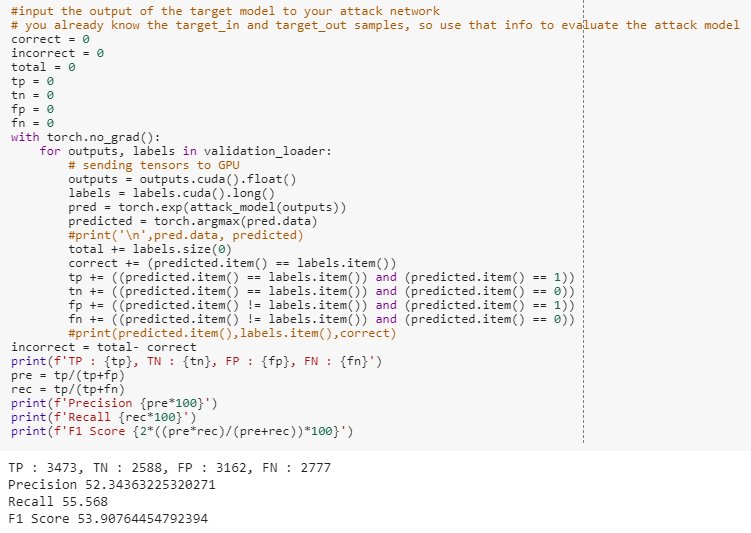 #input the output of the target model to your attack network
# you already know the target_in and target_out samples, so use that info to evaluate the attack model
correct = 0
incorrect = 0
total = 0
tp = 0
tn = 0
fp = 0
fn = 0
with torch.no_grad():
    for outputs, labels in validation_loader:
        # sending tensors to GPU
        outputs = outputs.cuda().float()
        labels = labels.cuda().long()
        pred = torch.exp(attack_model(outputs))
        predicted = torch.argmax(pred.data)
        #print('\n',pred.data, predicted)
        total += labels.size(0)
        correct += (predicted.item() == labels.item())
        tp += ((predicted.item() == labels.item()) and (predicted.item() == 1))
        tn += ((predicted.item() == labels.item()) and (predicted.item() == 0))
        fp += ((predicted.item() != labels.item()) and (predicted.item() == 1))
        fn += ((predicted.item() != labels.item()) and (predicted.item() == 0))
        #print(predicted.item(),labels.item(),correct)
incorrect = total- correct
print(f'TP : {tp}, TN : {tn}, FP : {fp}, FN : {fn}')
pre = tp/(tp+fp)
rec = tp/(tp+fn)
print(f'Precision {pre*100}')
print(f'Recall {rec*100}')
print(f'F1 Score {2*((pre*rec)/(pre+rec))*100}')
TP : 3473, TN : 2588, FP : 3162, FN : 2777
Precision 52.34363225320271
Recall 55.568
F1 Score 53.90764454792394